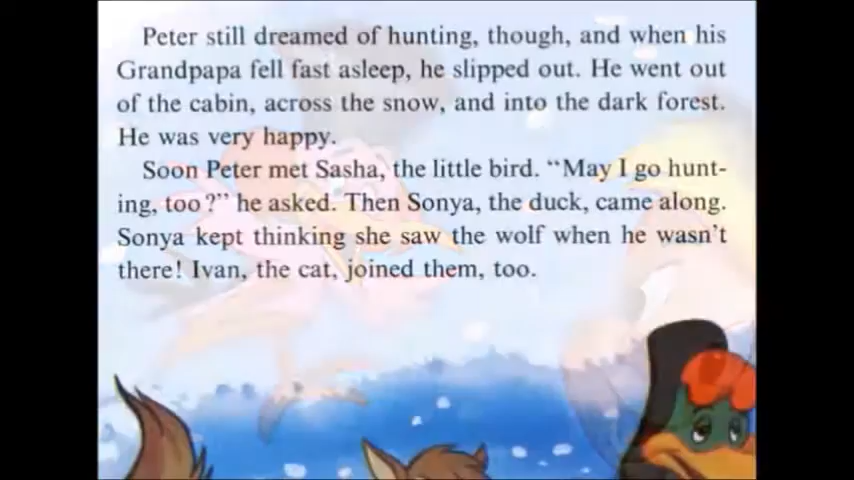 Peter still dreamed of hunting, though, and when his
Grandpapa fell fast asleep, he slipped out. He went out
of the cabin, across the snow, and into the dark forest.
He was very happy.
Soon Peter met Sasha, the little bird. “May I go hunt-
ing, too?” he asked. Then Sonya, the duck, came along.
Sonya kept thinking she saw the wolf when he wasn’t
there! Ivan, the cat, joined them, too.